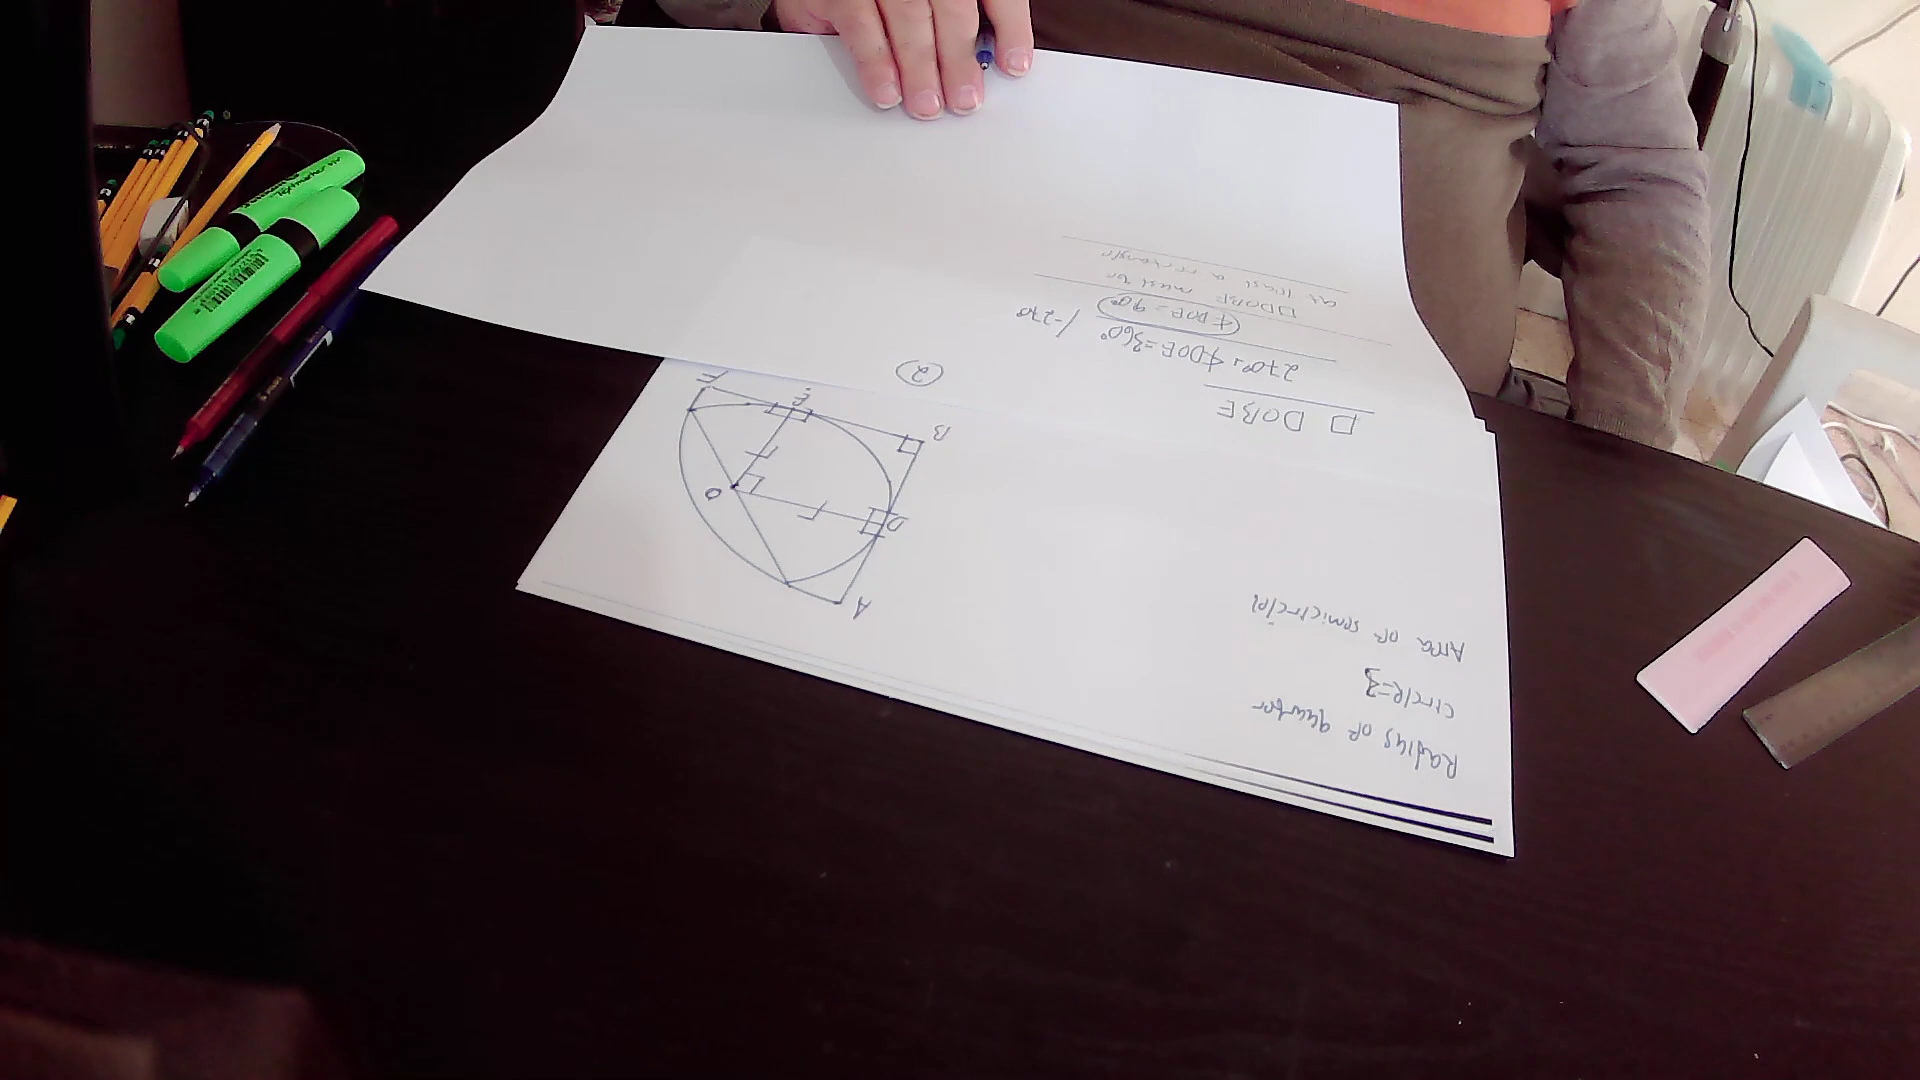 Radius of quarter
circle=3
Area of semicircle
A
D
O
B
E
F
2
□ DOBE
270°+∢DOE=360° /-270°
∢DOE=90°
□DOBE must be
at least a rectangle